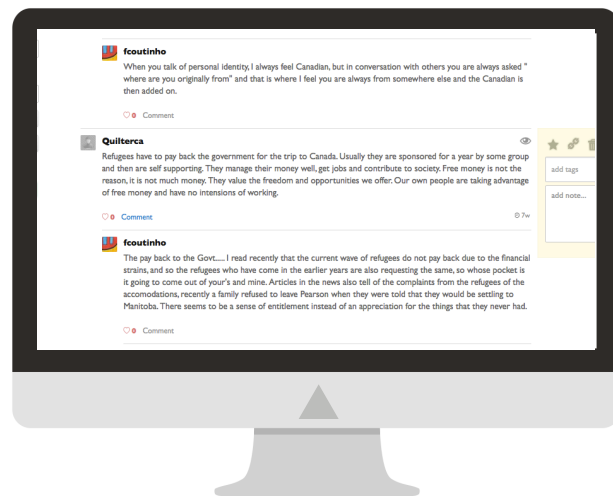 fcoutinho
When you talk of personal identity, I always feel Canadian, but in conversation with others you are always asked "
where are you originally from" and that is where I feel you are always from somewhere else and the Canadian is
then added on.
0 Comment
Quilterca
Refugees have to pay back the government for the trip to Canada. Usually they are sponsored for a year by some group
and then are self supporting. They manage their money well, get jobs and contribute to society. Free money is not the
reason, it is not much money. They value the freedom and opportunities we offer. Our own people are taking advantage
of free money and have no intensions of working.
0 Comment
7w
add tags
add note...
fcoutinho
The pay back to the Govt..... I read recently that the current wave of refugees do not pay back due to the financial
strains, and so the refugees who have come in the earlier years are also requesting the same, so whose pocket is
it going to come out of your's and mine. Articles in the news also tell of the complaints from the refugees of the
accomodations, recently a family refused to leave Pearson when they were told that they would be settling to
Manitoba. There seems to be a sense of entitlement instead of an appreciation for the things that they never had.
0 Comment